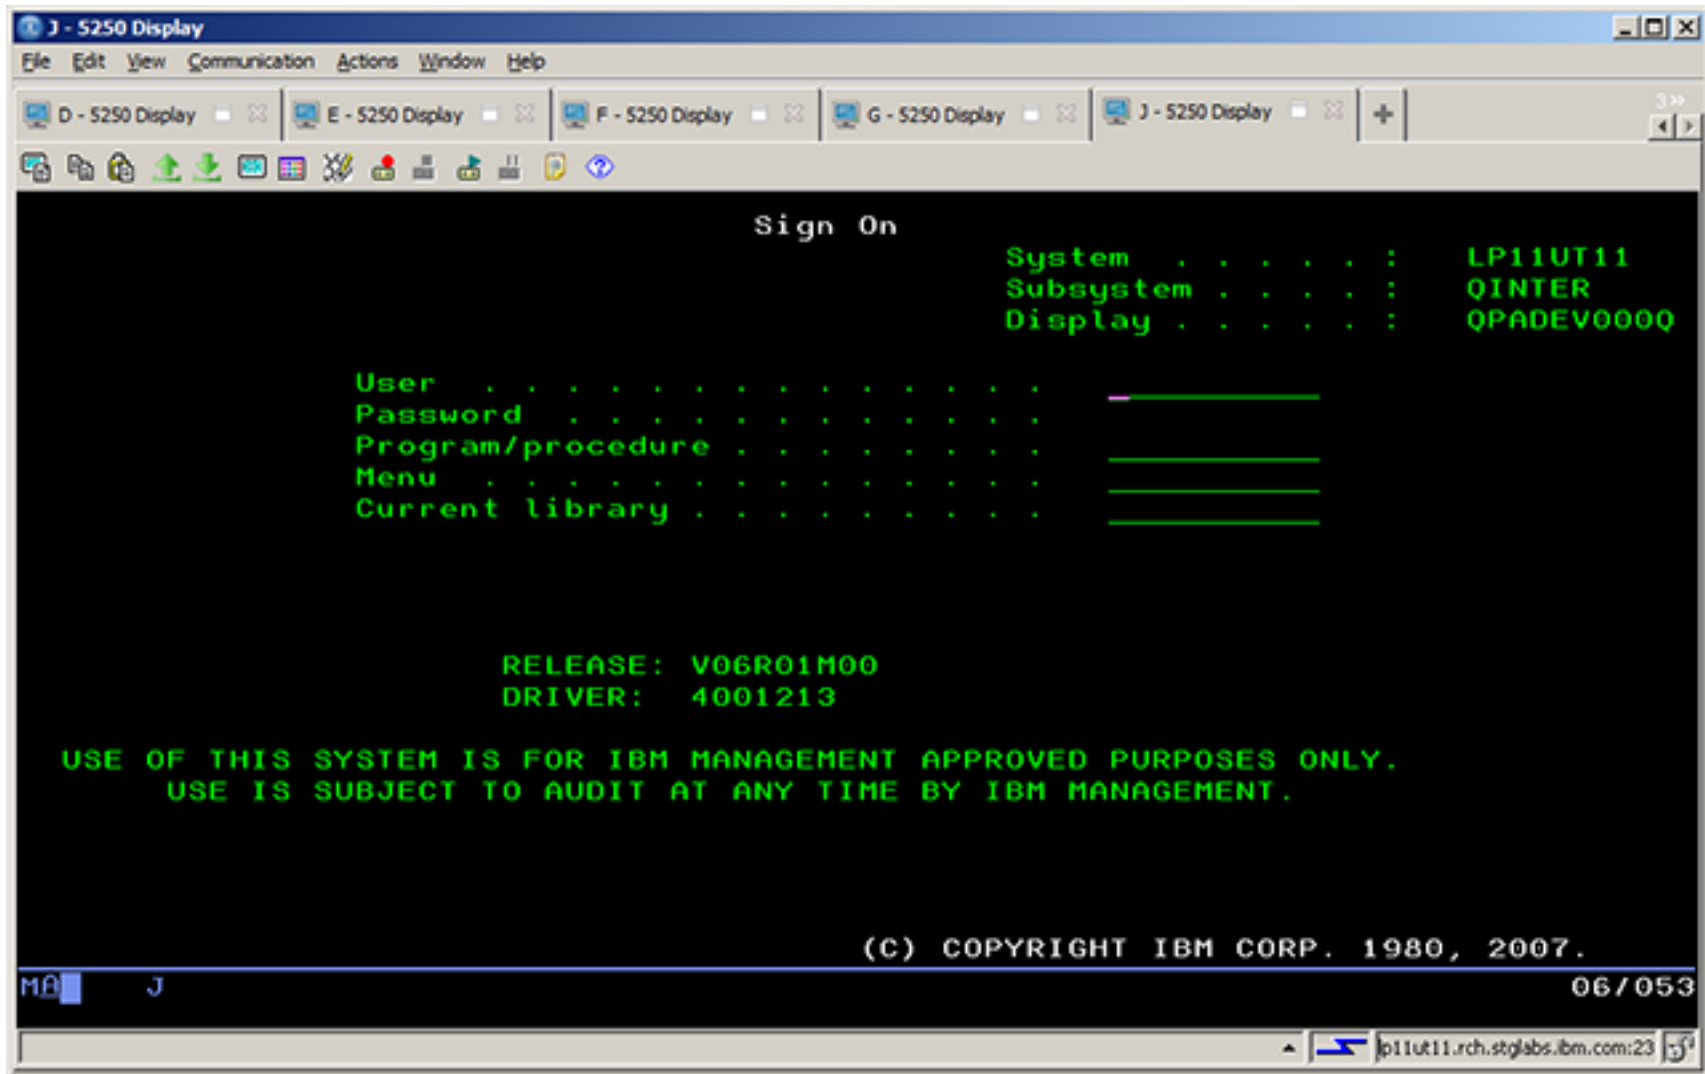 J - 5250 Display
File Edit View Communication Actions Window Help
D - 5250 Display E - 5250 Display F - 5250 Display G - 5250 Display J - 5250 Display
3»
Sign On
System . . . . . : LP11UT11
Subsystem . . . . : QINTER
Display . . . . . : QPADEV000Q
User . . . . . . . . . . . . . .
Password . . . . . . . . . . . .
Program/procedure . . . . . . . .
Menu . . . . . . . . . . . . . .
Current library . . . . . . . . .
RELEASE: V06R01M00
DRIVER: 4001213
USE OF THIS SYSTEM IS FOR IBM MANAGEMENT APPROVED PURPOSES ONLY.
USE IS SUBJECT TO AUDIT AT ANY TIME BY IBM MANAGEMENT.
(C) COPYRIGHT IBM CORP. 1980, 2007.
MA J 06/053
lp11ut11.rch.stglabs.ibm.com:23